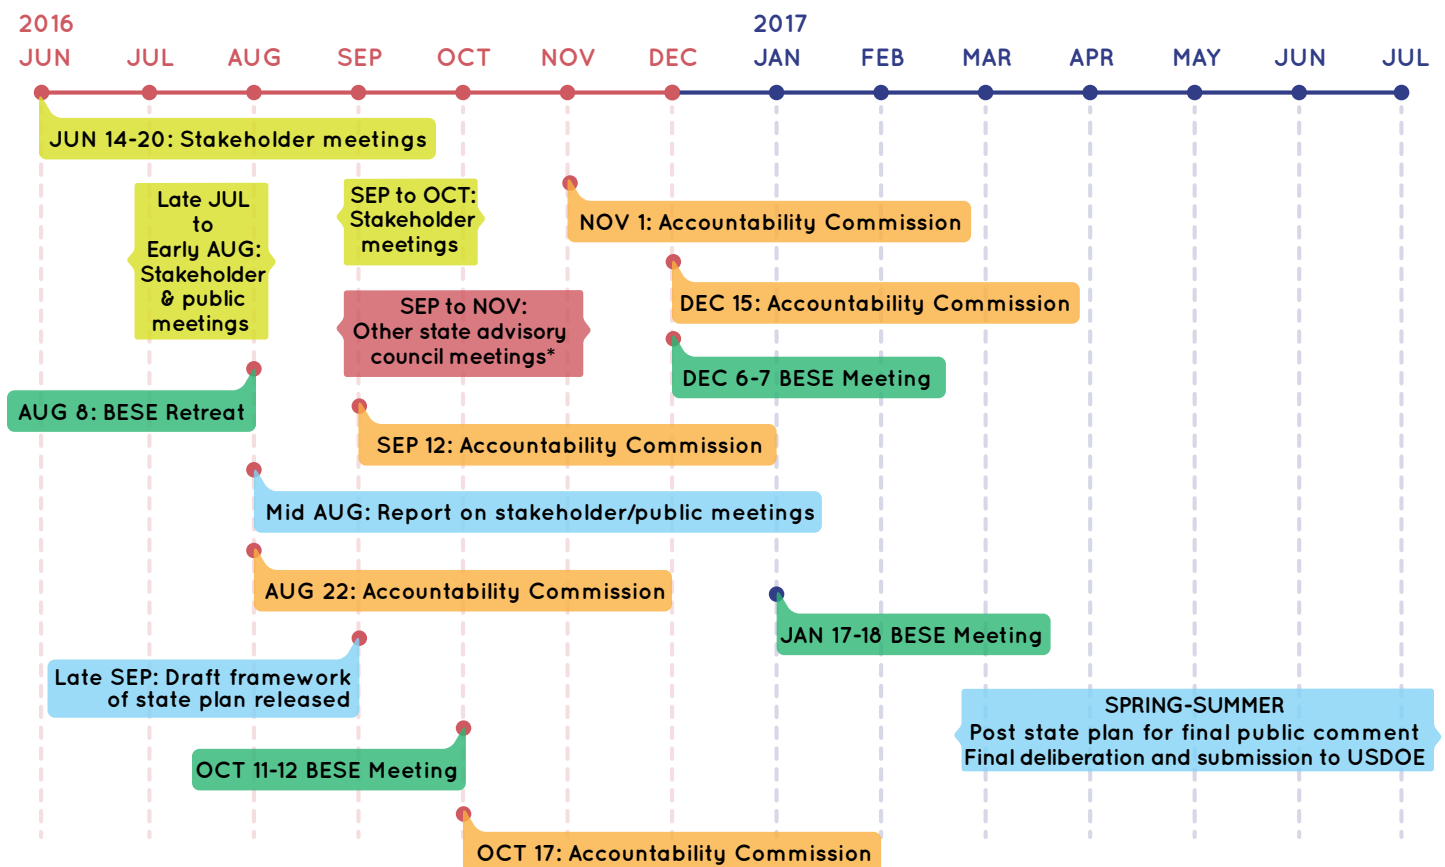 2016
2017
JUN JUL AUG SEP OCT NOV DEC JAN FEB MAR APR MAY JUN JUL
JUN 14-20: Stakeholder meetings
Late JUL
to
Early AUG:
Stakeholder
& public
meetings
SEP to OCT:
Stakeholder
meetings
NOV 1: Accountability Commission
DEC 15: Accountability Commission
SEP to NOV:
Other state advisory
council meetings*
DEC 6-7 BESE Meeting
AUG 8: BESE Retreat
SEP 12: Accountability Commission
Mid AUG: Report on stakeholder/public meetings
AUG 22: Accountability Commission
JAN 17-18 BESE Meeting
Late SEP: Draft framework
of state plan released
SPRING-SUMMER
Post state plan for final public comment
Final deliberation and submission to USDOE
OCT 11-12 BESE Meeting
OCT 17: Accountability Commission